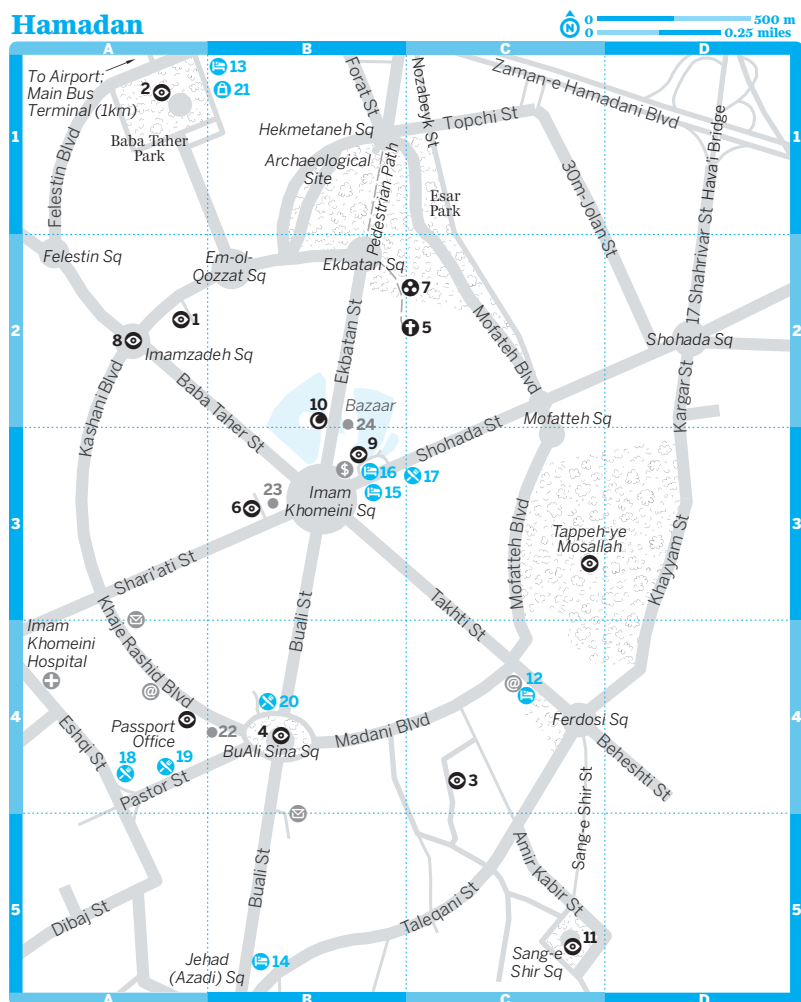 Hamadan
N
0 500 m
0 0.25 miles
A B C D
To Airport;
Main Bus
Terminal (1km)
2
13
21
Baba Taher
Park
Felestin Blvd
Forat St
Nozabeyk St
Zaman-e Hamadani Blvd
Hekmetaneh Sq
Topchi St
Archaeological
Site
Pedestrian Path
Esar
Park
30m-Jolan St
17 Shahrivar St Hava'i Bridge
1 1
Felestin Sq
Em-ol-
Qozzat Sq
Ekbatan Sq
7
1
5
8
Imamzadeh Sq
Ekbatan St
Mofateh Blvd
Shohada Sq
2 2
Kashani Blvd
Baba Taher St
Kargar St
10
Bazaar
24
Mofatteh Sq
Shohada St
9
$
16
17
15
23
6
Imam
Khomeini Sq
Mofatteh Blvd
Tappeh-ye
Mosallah
Khayyam St
3 3
Shari'ati St
Khaje Rashid Blvd
Buali St
Takhti St
Imam
Khomeini
Hospital
@
@
12
20
Ferdosi Sq
4 4
Passport
Office
22
4
BuAli Sina Sq
Madani Blvd
Eshqi St
18
19
Pastor St
3
Beheshti St
Sang-e Shir St
Amir Kabir St
Buali St
Taleqani St
5 5
Dibaj St
Jehad
(Azadi) Sq
14
11
Sang-e
Shir Sq
A B C D